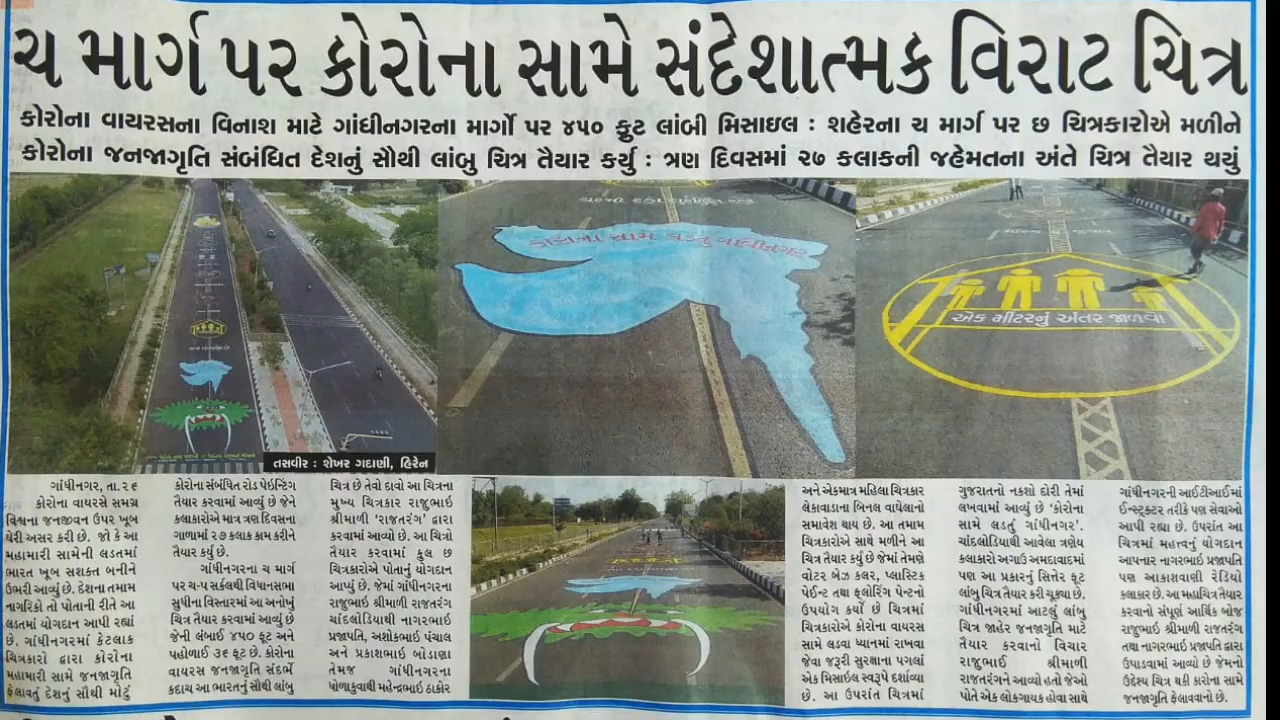 ચ માર્ગ પર કોરોના સામે સંદેશાત્મક વિરાટ ચિત્ર
કોરોના વાયરસના વિનાશ માટે ગાંધીનગરના માર્ગો પર ૪૫૦ ફૂટ લાંબી મિસાઇલ : શહેરના ચ માર્ગ પર છ ચિત્રકારોએ મળીને
કોરોના જનજાગૃતિ સંબંધિત દેશનું સૌથી લાંબુ ચિત્ર તૈયાર કર્યુ : ત્રણ દિવસમાં ૨૭ કલાકની જહેમતના અંતે ચિત્ર તૈયાર થયું
કોરોના સામે લડતું ગાંધીનગર
એક મીટરનું અંતર જાળવો
તસવીર : શેખર ગદાણી, હિરેન
ગાંધીનગર, તા.૨૬
કોરોના વાયરસે સમગ્ર
વિશ્વના જનજીવન ઉપર ખૂબ
ઘેરી અસર કરી છે. જો કે આ
મહામારી સામેની લડતમાં
ભારત ખૂબ સશક્ત બનીને
ઉભરી આવ્યું છે. દેશના તમામ
નાગરિકો તો પોતાની રીતે આ
લડતમાં યોગદાન આપી રહ્યાં
છે. ગાંધીનગરમાં કેટલાક
ચિત્રકારો દ્વારા કોરોના
મહામારી સામે જનજાગૃતિ
ફેલાવતું દેશનું સૌથી મોટું
કોરોના સંબંધિત રોડ પેઇન્ટિંગ
તૈયાર કરવામાં આવ્યું છે જેને
કલાકારોએ માત્ર ત્રણ દિવસના
ગાળામાં ૨૭ કલાક કામ કરીને
તૈયાર કર્યું છે.
ગાંધીનગરના ચ માર્ગ
પર ચ-૫ સર્કલથી વિધાનસભા
સુધીના વિસ્તારમાં આ અનોખું
ચિત્ર તૈયાર કરવામાં આવ્યું છે
જેની લંબાઈ ૪૫૦ ફૂટ અને
પહોળાઈ ૩૬ ફૂટ છે. કોરોના
વાયરસ જનજાગૃતિ સંદર્ભે
કદાચ આ ભારતનું સૌથી લાંબુ
ચિત્ર છે તેવો દાવો આ ચિત્રના
મુખ્ય ચિત્રકાર રાજુભાઇ
શ્રીમાળી 'રાજતરંગ' દ્વારા
કરવામાં આવ્યો છે. આ ચિત્રો
તૈયાર કરવામાં કુલ છ
ચિત્રકારોએ પોતાનું યોગદાન
આપ્યું છે. જેમાં ગાંધીનગરના
રાજુભાઇ શ્રીમાળી રાજતરંગ
ચાંદલોડિયાથી નાગરભાઇ
પ્રજાપતિ, અશોકભાઇ પંચાલ
અને પ્રકાશભાઇ બોડાણા
તેમજ ગાંધીનગરના
પોળાકુવાથી મહેન્દ્રભાઇ ઠાકોર
અને એકમાત્ર મહિલા ચિત્રકાર
લેકાવાડાના બિનલ વાઘેલાનો
સમાવેશ થાય છે. આ તમામ
ચિત્રકારોએ સાથે મળીને આ
ચિત્ર તૈયાર કર્યું છે જેમાં તેમણે
વોટર બેઝ કલર, પ્લાસ્ટિક
પેઈન્ટ તથા ફ્લોરિંગ પેન્ટનો
ઉપયોગ કર્યો છે ચિત્રમાં
ચિત્રકારોએ કોરોના વાયરસ
સામે લડવા ધ્યાનમાં રાખવા
જેવા જરૂરી સુરક્ષાના પગલાં
એક મિસાઇલ સ્વરૂપે દર્શાવ્યા
છે. આ ઉપરાંત ચિત્રમાં
ગુજરાતનો નકશો દોરી તેમાં
લખવામાં આવ્યું છે 'કોરોના
સામે લડતું ગાંધીનગર'.
ચાંદલોડિયાથી આવેલા ત્રણેય
કલાકારો અગાઉ અમદાવાદમાં
પણ આ પ્રકારનું સિત્તેર ફૂટ
લાંબુ ચિત્ર તૈયાર કરી ચૂક્યા છે.
ગાંધીનગરમાં આટલું લાંબુ
ચિત્ર જાહેર જનજાગૃતિ માટે
તૈયાર કરવાનો વિચાર
રાજુભાઈ શ્રીમાળી
રાજતરંગને આવ્યો હતો જેઓ
પોતે એક લોકગાયક હોવા સાથે
ગાંધીનગરની આઈટીઆઈમાં
ઈન્સ્ટ્રક્ટર તરીકે પણ સેવાઓ
આપી રહ્યા છે. ઉપરાંત આ
ચિત્રમાં મહત્ત્વનું યોગદાન
આપનાર નાગરભાઇ પ્રજાપતિ
પણ આકાશવાણી રેડિયો
કલાકાર છે. આ મહાચિત્ર તૈયાર
કરવાનો સંપૂર્ણ આર્થિક બોજ
રાજુભાઇ શ્રીમાળી રાજતરંગ
તથા નાગરભાઇ પ્રજાપતિ દ્વારા
ઉપાડવામાં આવ્યો છે જેમનો
ઉદ્દેશ્ય ચિત્ર થકી કોરોના સામે
જનજાગૃતિ ફેલાવવાનો છે.